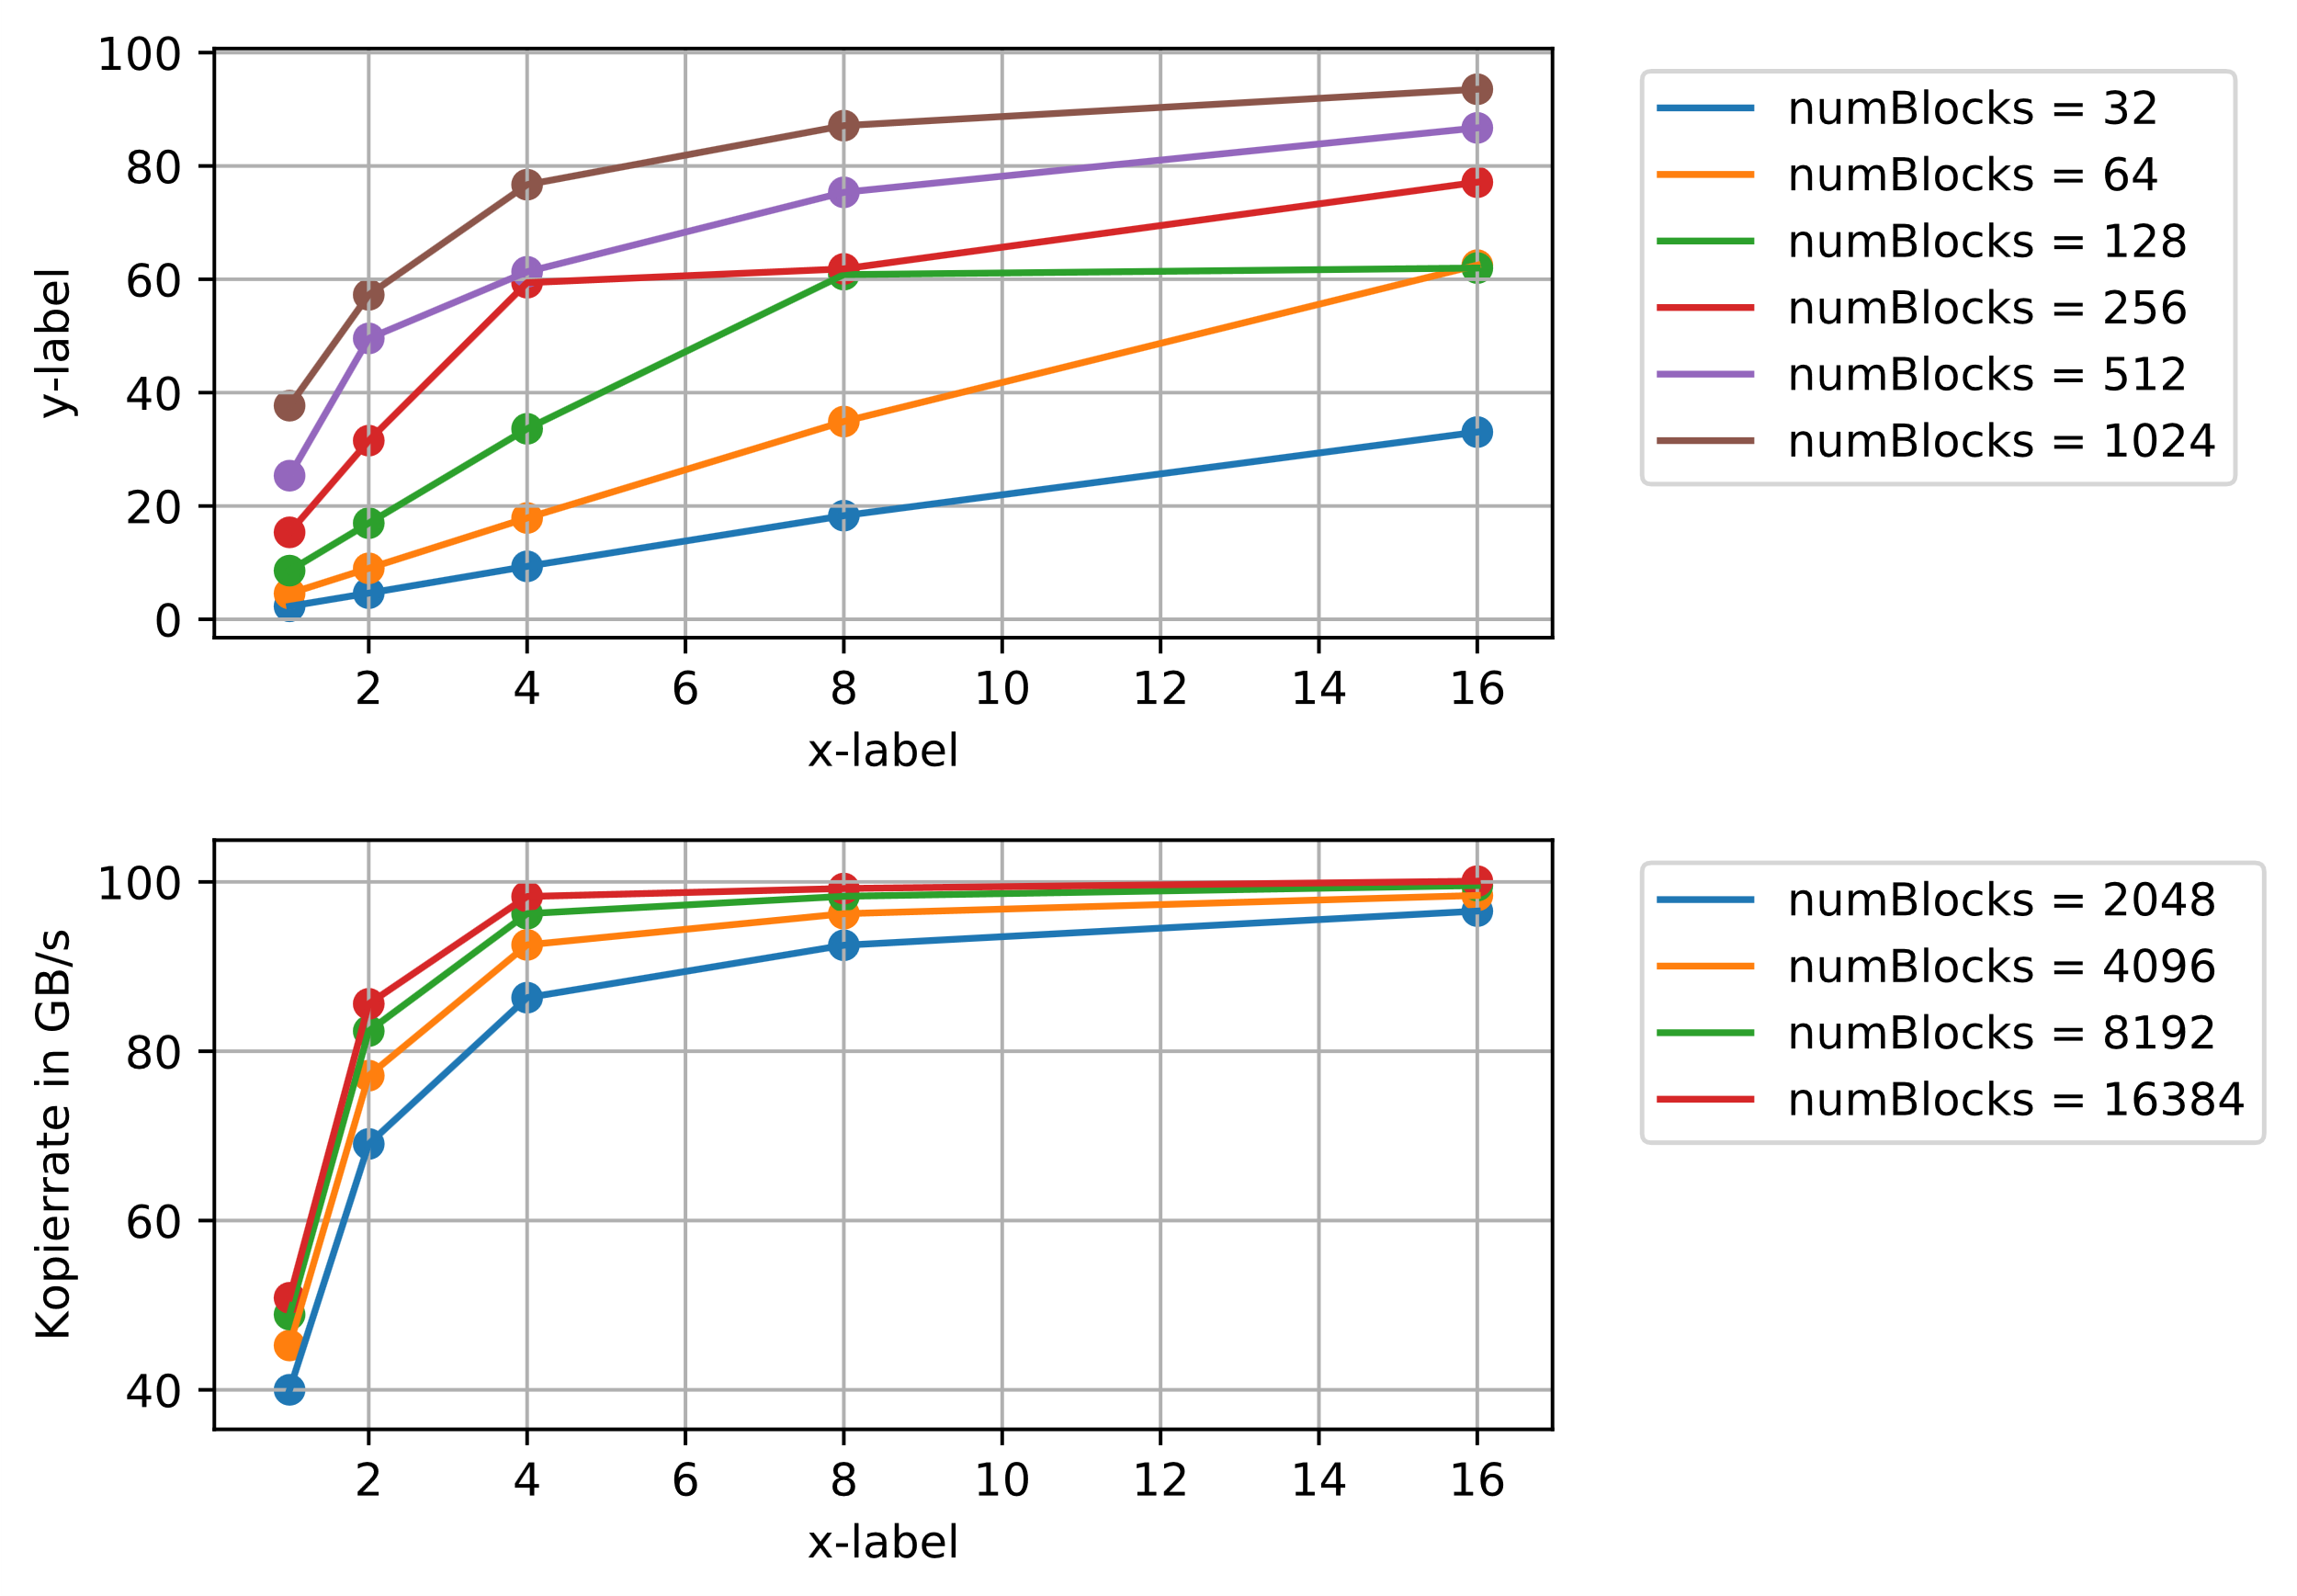 100
80
60
40
20
0
y-label
2 4 6 8 10 12 14 16
x-label
numBlocks = 32
numBlocks = 64
numBlocks = 128
numBlocks = 256
numBlocks = 512
numBlocks = 1024
100
80
60
40
Kopierrate in GB/s
2 4 6 8 10 12 14 16
x-label
numBlocks = 2048
numBlocks = 4096
numBlocks = 8192
numBlocks = 16384